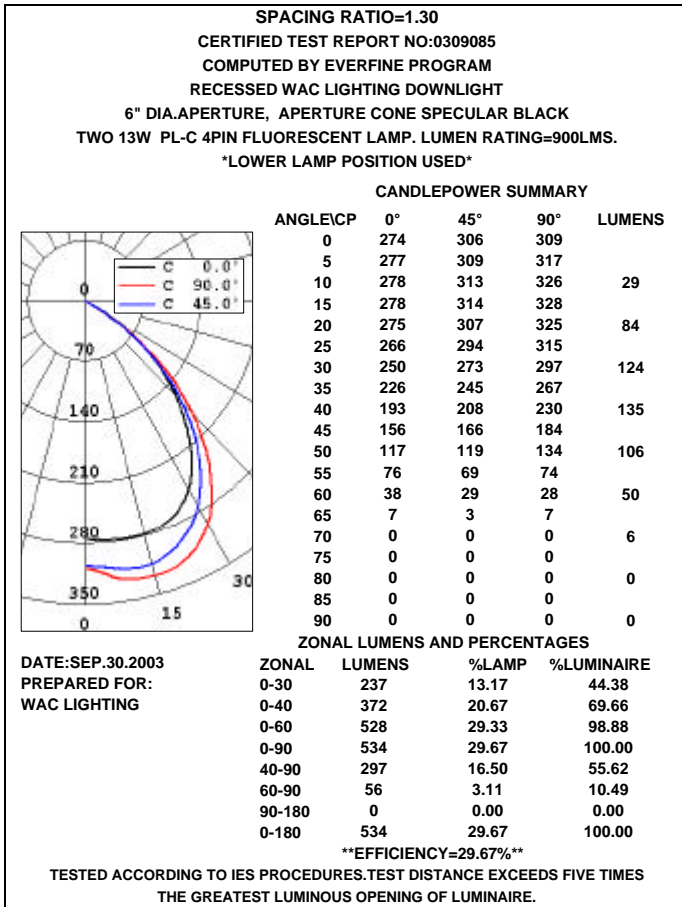 SPACING RATIO=1.30
CERTIFIED TEST REPORT NO:0309085
COMPUTED BY EVERFINE PROGRAM
RECESSED WAC LIGHTING DOWNLIGHT
6" DIA.APERTURE, APERTURE CONE SPECULAR BLACK
TWO 13W PL-C 4PIN FLUORESCENT LAMP. LUMEN RATING=900LMS.
*LOWER LAMP POSITION USED*
CANDLEPOWER SUMMARY
ANGLE\CP 0° 45° 90° LUMENS
0 274 306 309
5 277 309 317
10 278 313 326 29
15 278 314 328
20 275 307 325 84
25 266 294 315
30 250 273 297 124
35 226 245 267
40 193 208 230 135
45 156 166 184
50 117 119 134 106
55 76 69 74
60 38 29 28 50
65 7 3 7
70 0 0 0 6
75 0 0 0
80 0 0 0 0
85 0 0 0
90 0 0 0 0
C 0.0°
C 90.0°
C 45.0°
0
70
140
210
280
350
0
15
30
DATE:SEP.30.2003
PREPARED FOR:
WAC LIGHTING
ZONAL LUMENS AND PERCENTAGES
ZONAL LUMENS %LAMP %LUMINAIRE
0-30 237 13.17 44.38
0-40 372 20.67 69.66
0-60 528 29.33 98.88
0-90 534 29.67 100.00
40-90 297 16.50 55.62
60-90 56 3.11 10.49
90-180 0 0.00 0.00
0-180 534 29.67 100.00
**EFFICIENCY=29.67%**
TESTED ACCORDING TO IES PROCEDURES.TEST DISTANCE EXCEEDS FIVE TIMES
THE GREATEST LUMINOUS OPENING OF LUMINAIRE.